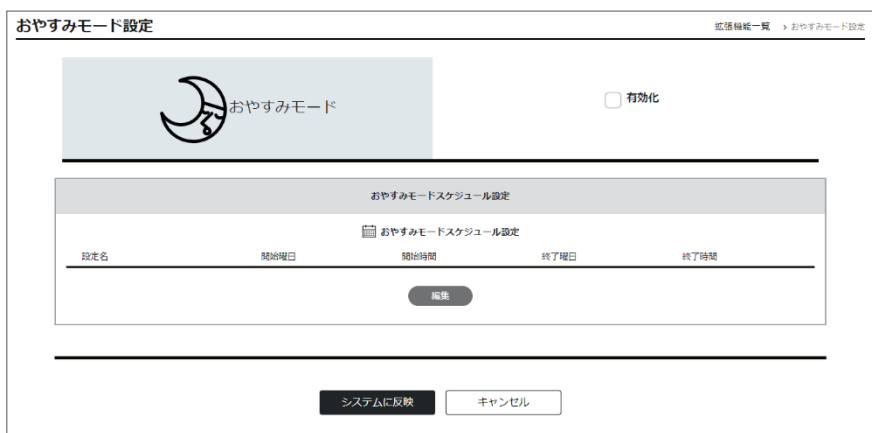 おやすみモード設定
拡張機能一覧 > おやすみモード設定
おやすみモード
有効化
おやすみモードスケジュール設定
おやすみモードスケジュール設定
設定名 開始曜日 開始時間 終了曜日 終了時間
編集
システムに反映 キャンセル